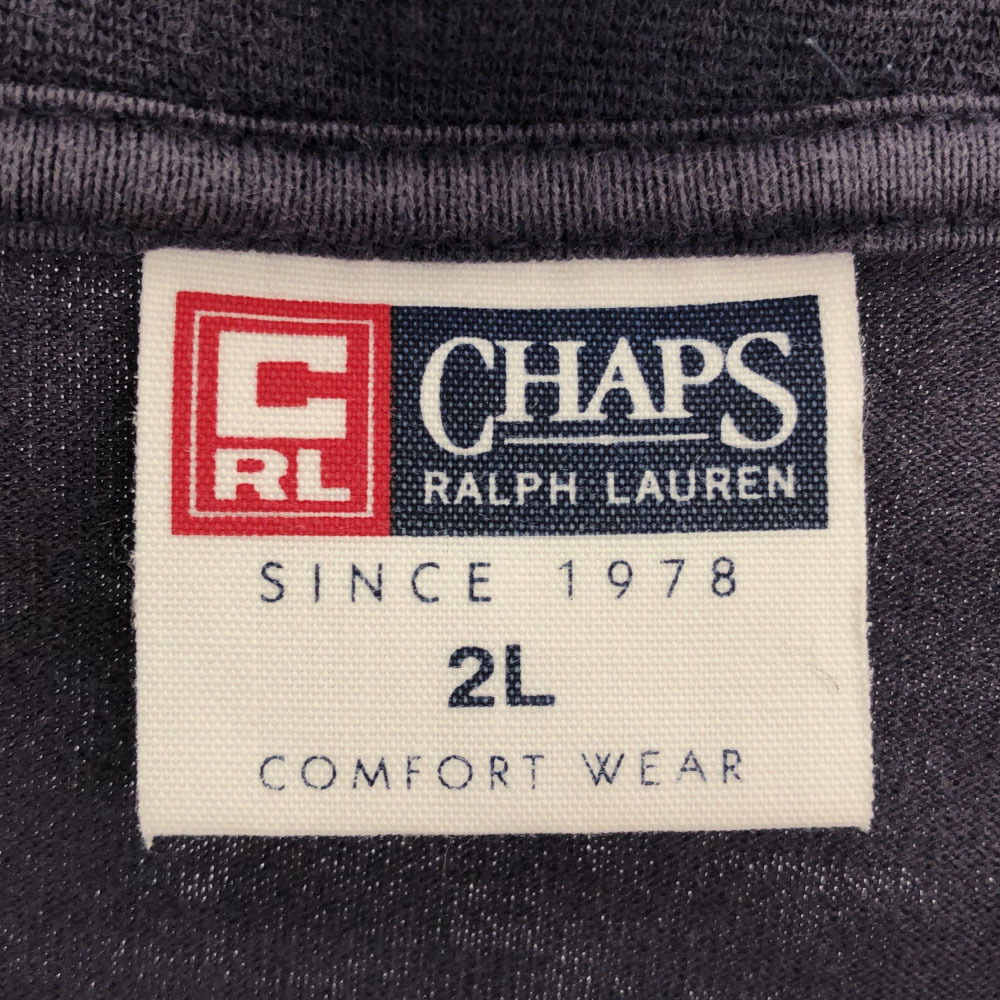 C
RL
CHAPS
RALPH LAUREN
SINCE 1978
2L
COMFORT WEAR